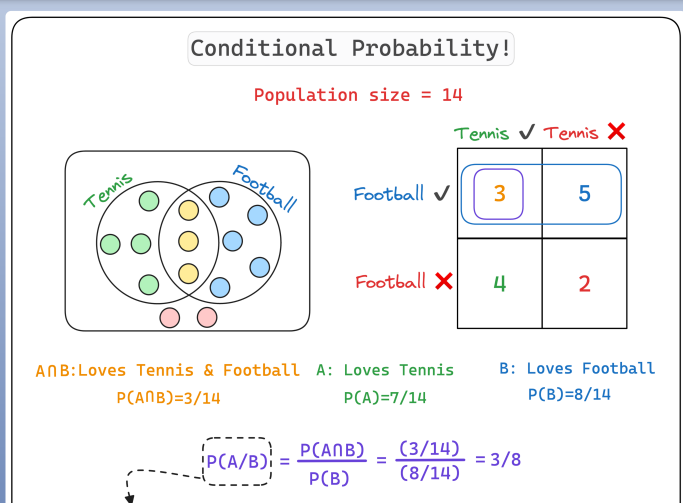 Conditional Probability!
Population size = 14
Tennis ✓ Tennis ❌
Tennis
Football
Football ✓ 3 5
Football ❌ 4 2
A∩B:Loves Tennis & Football
P(A∩B)=3/14
A: Loves Tennis
P(A)=7/14
B: Loves Football
P(B)=8/14
P(A/B) = P(A∩B) / P(B) = (3/14) / (8/14) = 3/8